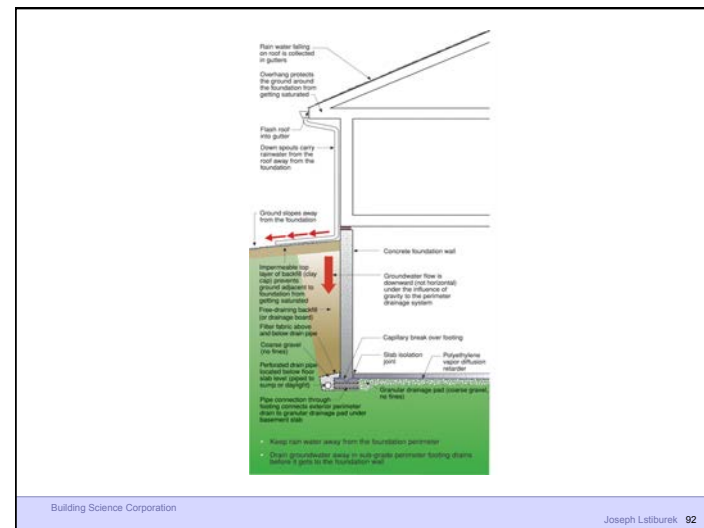 Rain water falling
on roof is collected
in gutters
Overhang protects
the ground around
the foundation from
getting saturated
Flash roof
into gutter
Down spouts carry
rainwater from the
roof away from the
foundation
Ground slopes away
from the foundation
Impermeable top
layer of backfill (clay
cap) prevents
ground adjacent to
foundation from
getting saturated
Free-draining backfill
(or drainage board)
Filter fabric above
and below drain pipe
Coarse gravel
(no fines)
Perforated drain pipe
located below floor
slab level (piped to
sump or daylight)
Pipe connection through
footing connects exterior perimeter
drain to granular drainage pad under
basement slab
Concrete foundation wall
Groundwater flow is
downward (not horizontal)
under the influence of
gravity to the perimeter
drainage system
Capillary break over footing
Slab isolation
joint
Polyethylene
vapor diffusion
retarder
Granular drainage pad (coarse gravel,
no fines)
• Keep rain water away from the foundation perimeter
• Drain groundwater away in sub-grade perimeter footing drains
before it gets to the foundation wall
Building Science Corporation
Joseph Lstiburek 92